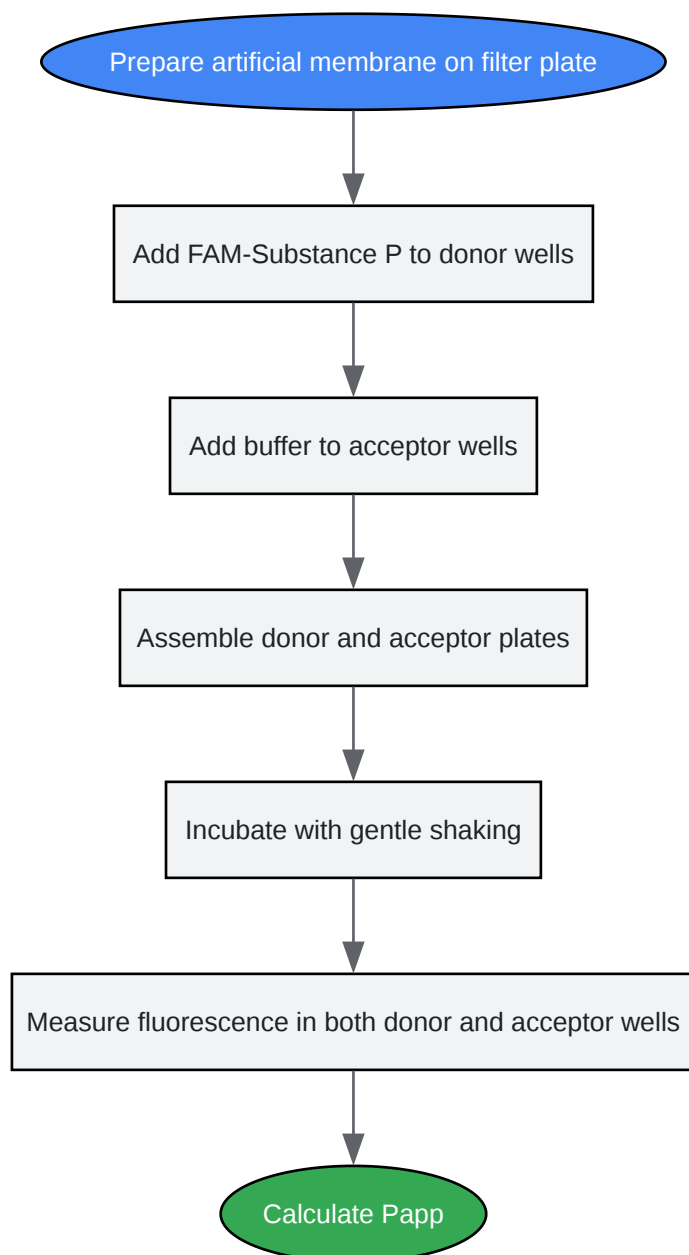 Prepare artificial membrane on filter plate
Add FAM-Substance P to donor wells
Add buffer to acceptor wells
Assemble donor and acceptor plates
Incubate with gentle shaking
Measure fluorescence in both donor and acceptor wells
Calculate Papp